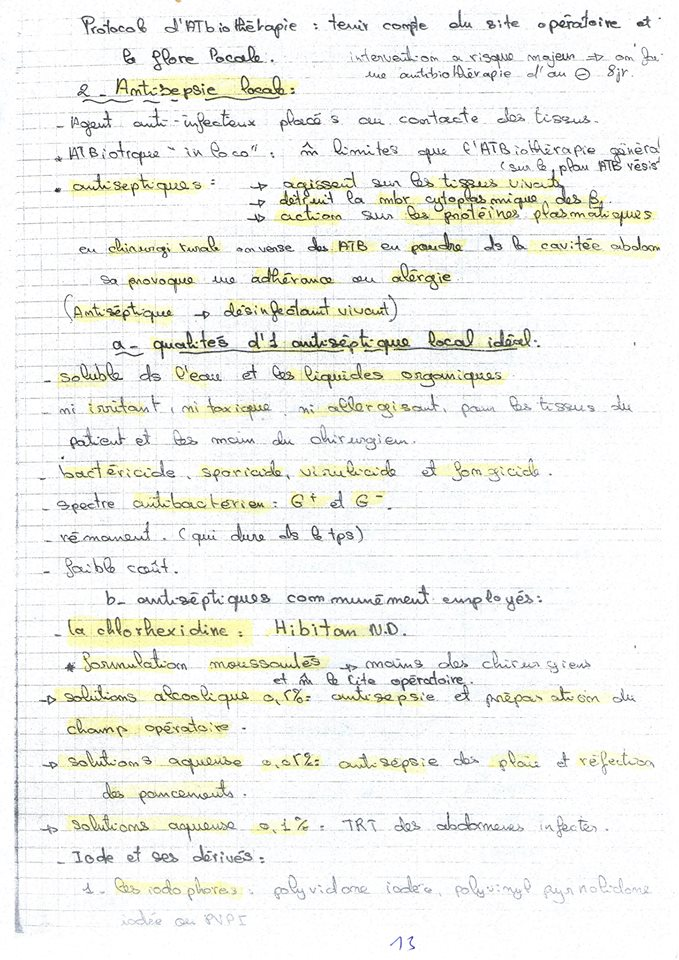 Protocol d'ATbiothérapie : tenir compte du site opératoire et
la flore locale. intervention a risque majeur → on fai
une antibiothérapie d'au ⊖ 8jr.
2 - Antisepsie locale :
- Agent anti-infecteux placés au contacte des tissus.
* ATBiotique "in loco" : m̂ limites que l'ATBiothérapie général
(sur le plan ATB résis
* antiseptiques : → agissent sur les tissus vivant
→ détruit la mbr cytoplasmique des B.
→ action sur les protéines plasmatiques
en chirurgi rurale on verse des ATB en poudre ds la cavitée abdom
sa provoque une adhérance ou alérgie
(Antiséptique → désinfectant vivant)
a - qualités d'1 antiséptique local idéal :
- soluble ds l'eau et les liquides organiques
- ni irritant, ni toxique, ni allergisant, pour les tissus du
patient et les main du chirurgien.
- bactéricide, sporicide, virulicide et fongicide.
- spectre antibactérien : G+ et G-.
- rémanent. (qui dure ds le tps)
- faible coût.
b- antiséptiques communément employés :
- la chlorhexidine : Hibitan N.D.
* formulation moussantes → mains des chirurgiens
et m̂ le site opératoire.
→ solutions alcoolique 0,5% : antisepsie et préparation du
champ opératoire.
→ solutions aqueuse 0,05% : antisépsie des plaie et réfection
des pancements.
→ solutions aqueuse 0,1% : TRT des abdomenes infectés.
- Iode et ses dérivés :
1 - les iodophores : polyvidone iodée, polyvinyl pyrrolidone
iodée ou PVPI
13